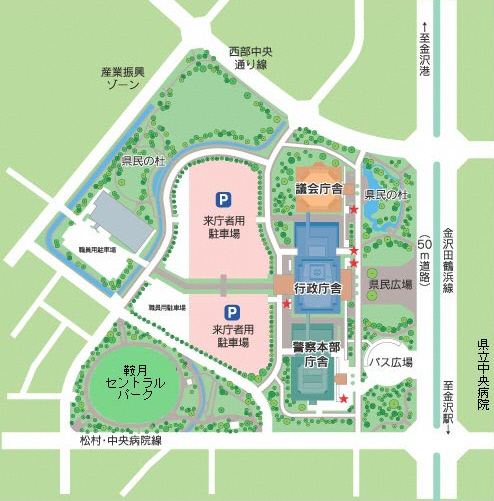 西部中央
通り線
↑至金沢港
産業振興
ゾーン
県民の杜
議会庁舎
県民の杜
P
来庁者用
駐車場
職員用駐車場
金沢田鶴浜線
(50m道路)
行政庁舎
県民広場
職員用駐車場
P
来庁者用
駐車場
警察本部
庁舎
バス広場
県立中央病院
鞍月
セントラル
パーク
至金沢駅↓
松村・中央病院線